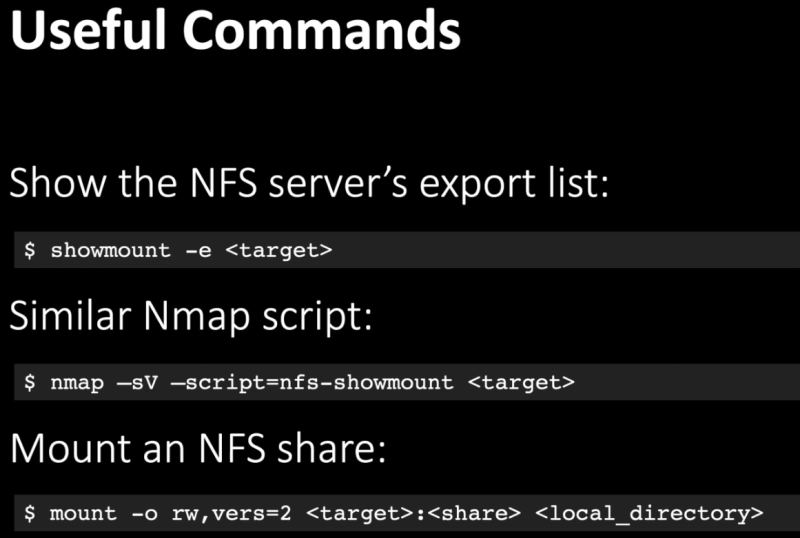 Useful Commands
Show the NFS server’s export list:
$ showmount -e <target>
Similar Nmap script:
$ nmap –sV –script=nfs-showmount <target>
Mount an NFS share:
$ mount -o rw,vers=2 <target>:<share> <local_directory>